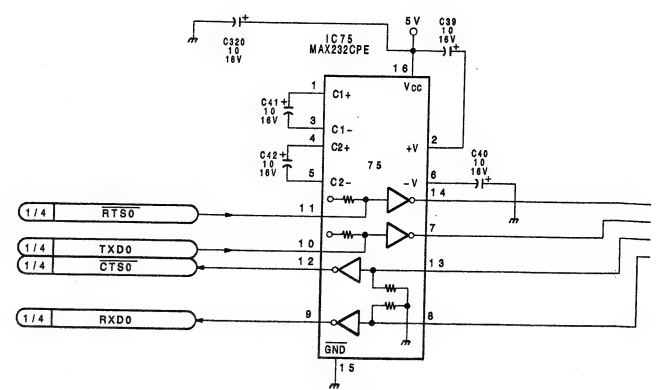 5V
C39
10
16V
+
C320
10
16V
+
IC75
MAX232CPE
16
VCC
1
C1+
C41
10
16V
+
3
C1-
4
C2+
C42
10
16V
+
5
C2-
75
2
+V
6
-V
C40
10
16V
+
14
1/4 RTS0
11
7
1/4 TXD0
10
1/4 CTS0
12
13
1/4 RXD0
9
8
GND
15